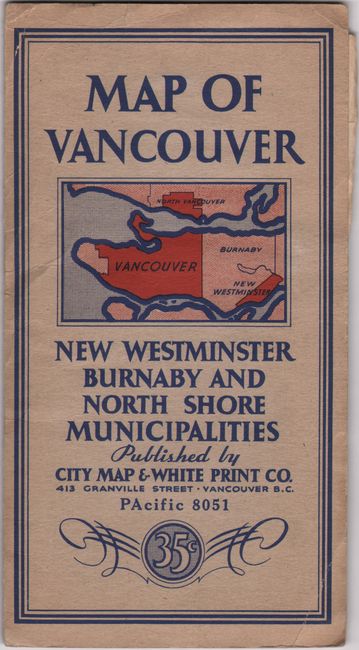 MAP OF
VANCOUVER
NORTH VANCOUVER
BURNABY
VANCOUVER
NEW
WESTMINSTER
NEW WESTMINSTER
BURNABY AND
NORTH SHORE
MUNICIPALITIES
Published by
CITY MAP & WHITE PRINT CO.
413 GRANVILLE STREET · VANCOUVER B.C.
PAcific 8051
35¢